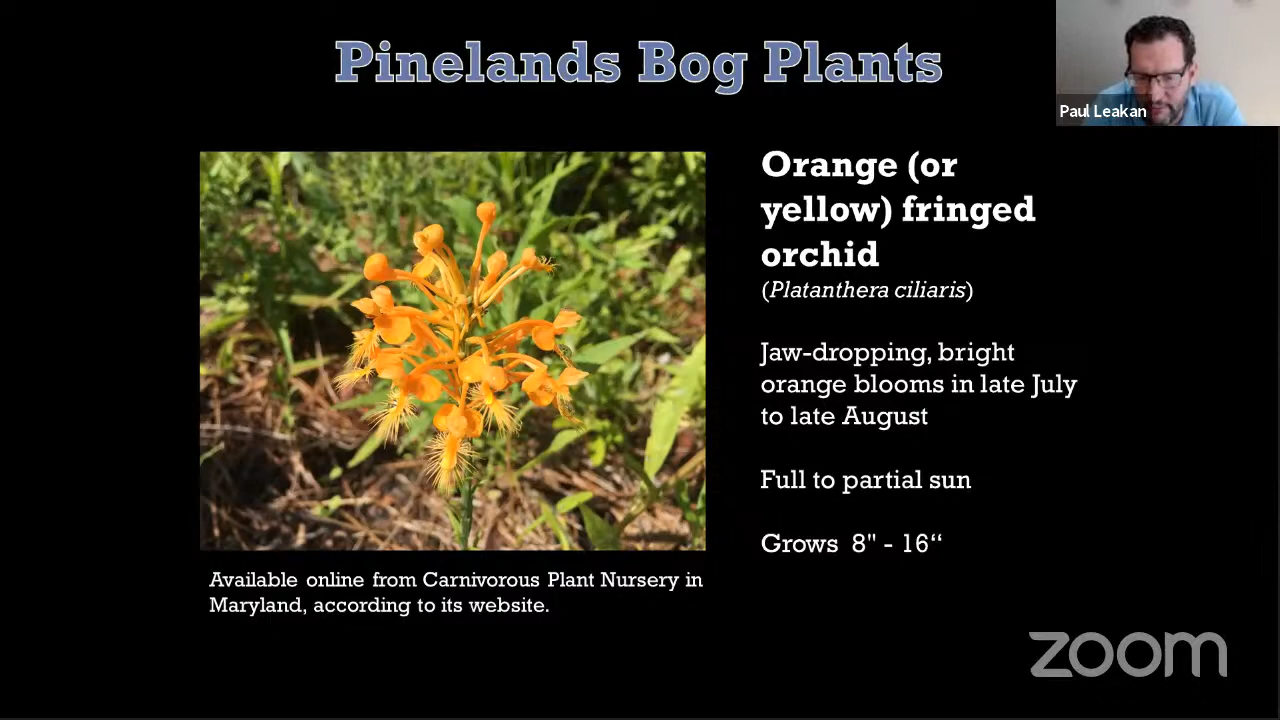 Pinelands Bog Plants
Paul Leakan
Orange (or
yellow) fringed
orchid
(Platanthera ciliaris)
Jaw-dropping, bright
orange blooms in late July
to late August
Full to partial sun
Grows 8" - 16“
Available online from Carnivorous Plant Nursery in
Maryland, according to its website.
zoom